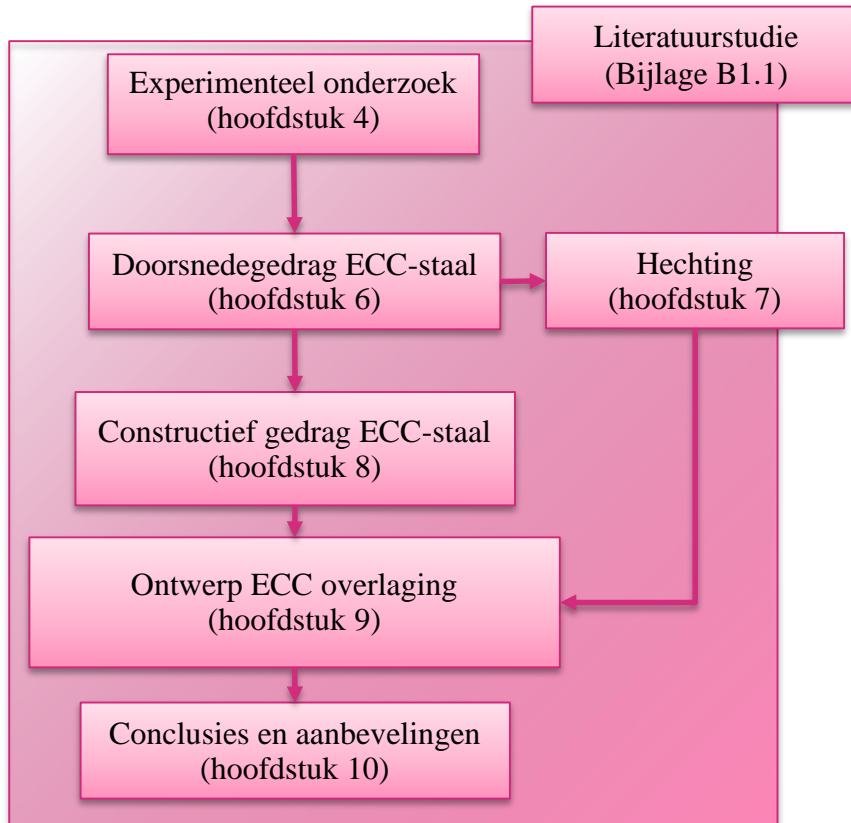 Literatuurstudie
(Bijlage B1.1)
Experimenteel onderzoek
(hoofdstuk 4)
Doorsnedegedrag ECC-staal
(hoofdstuk 6)
Hechting
(hoofdstuk 7)
Constructief gedrag ECC-staal
(hoofdstuk 8)
Ontwerp ECC overlaging
(hoofdstuk 9)
Conclusies en aanbevelingen
(hoofdstuk 10)